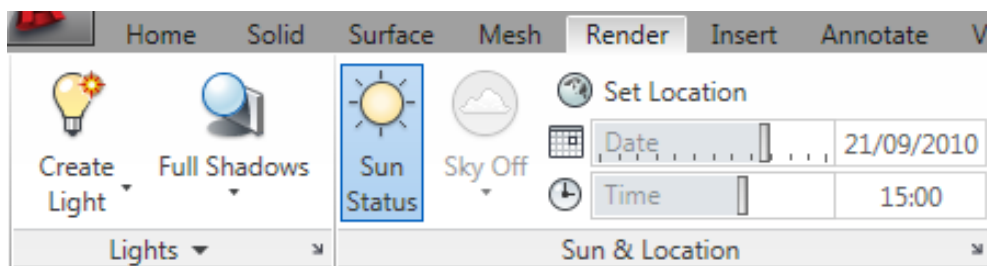 Home Solid Surface Mesh Render Insert Annotate V
Set Location
Date 21/09/2010
Create Light Full Shadows Sun Status Sky Off
Time 15:00
Lights Sun & Location